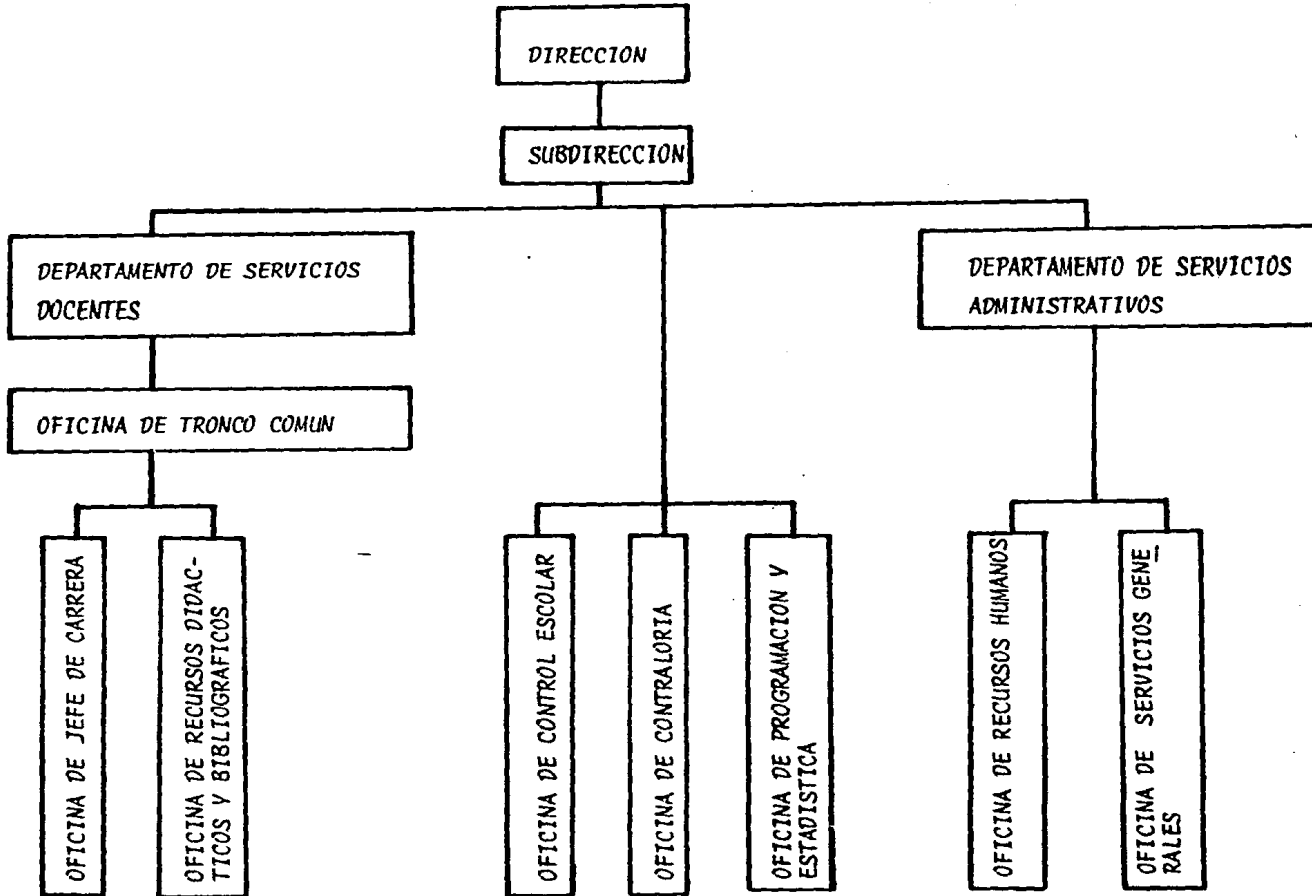 DIRECCION
SUBDIRECCION
DEPARTAMENTO DE SERVICIOS
DOCENTES
DEPARTAMENTO DE SERVICIOS
ADMINISTRATIVOS
OFICINA DE TRONCO COMUN
OFICINA DE JEFE DE CARRERA
OFICINA DE RECURSOS DIDAC-
TICOS Y BIBLIOGRAFICOS
OFICINA DE CONTROL ESCOLAR
OFICINA DE CONTRALORIA
OFICINA DE PROGRAMACION Y
ESTADISTICA
OFICINA DE RECURSOS HUMANOS
OFICINA DE SERVICIOS GENE
RALES